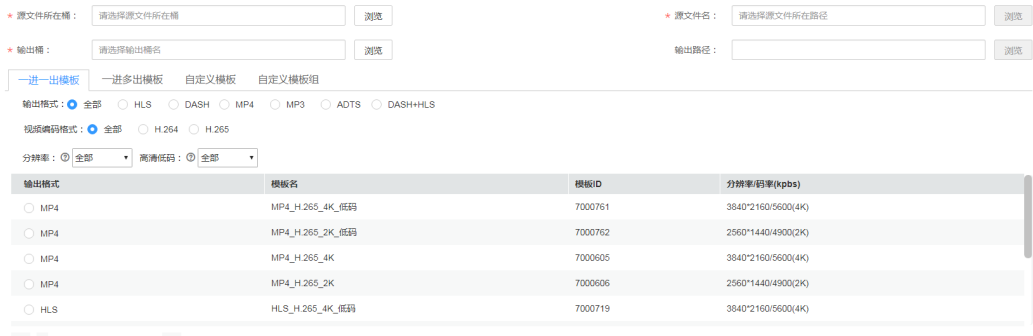 * 源文件所在桶： 请选择源文件所在桶 浏览 * 源文件名： 请选择源文件所在路径 浏览
* 输出桶： 请选择输出桶名 浏览 输出路径： 浏览
一进一出模板 一进多出模板 自定义模板 自定义模板组
输出格式： 全部 HLS DASH MP4 MP3 ADTS DASH+HLS
视频编码格式： 全部 H.264 H.265
分辨率： 全部 高清低码： 全部
输出格式 模板名 模板ID 分辨率/码率(kpbs)
MP4 MP4_H.265_4K_低码 7000761 3840*2160/5600(4K)
MP4 MP4_H.265_2K_低码 7000762 2560*1440/4900(2K)
MP4 MP4_H.265_4K 7000605 3840*2160/5600(4K)
MP4 MP4_H.265_2K 7000606 2560*1440/4900(2K)
HLS HLS_H.265_4K_低码 7000719 3840*2160/5600(4K)